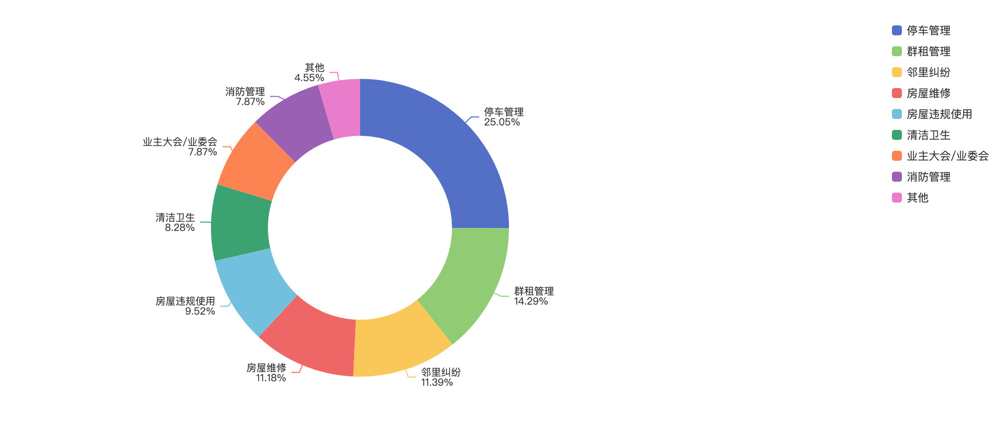 其他
4.55%
消防管理
7.87%
停车管理
25.05%
业主大会/业委会
7.87%
清洁卫生
8.28%
群租管理
14.29%
房屋违规使用
9.52%
房屋维修
11.18%
邻里纠纷
11.39%
停车管理
群租管理
邻里纠纷
房屋维修
房屋违规使用
清洁卫生
业主大会/业委会
消防管理
其他